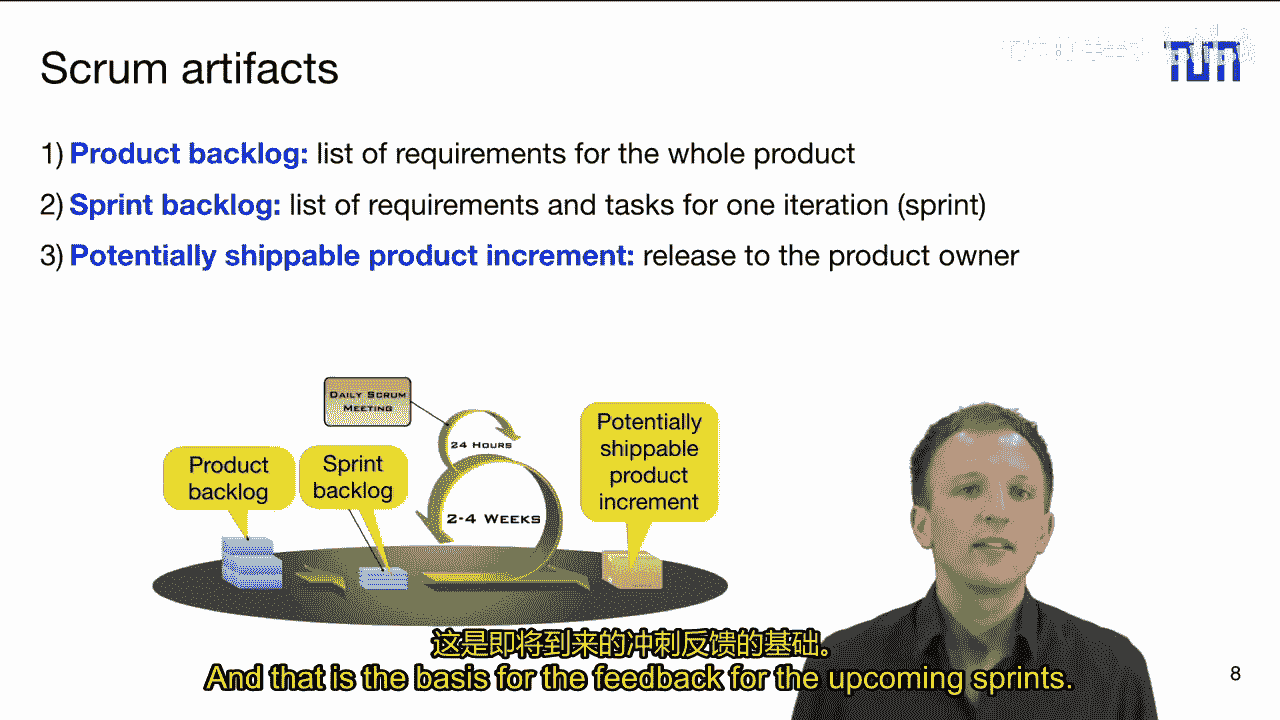 Scrum artifacts
TUM
1) Product backlog: list of requirements for the whole product
2) Sprint backlog: list of requirements and tasks for one iteration (sprint)
3) Potentially shippable product increment: release to the product owner
Daily Scrum
Meeting
24 Hours
Potentially
shippable
product
increment
Product
backlog
Sprint
backlog
2-4 Weeks
这是即将到来的冲刺反馈的基础。
And that is the basis for the feedback for the upcoming sprints.
8